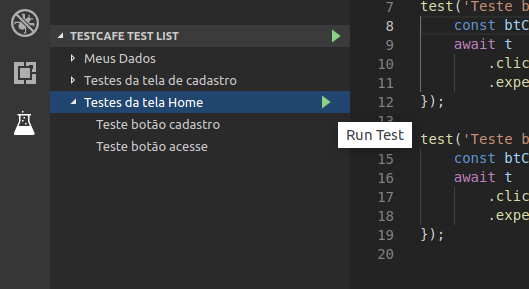 TESTCAFE TEST LIST
Meus Dados
Testes da tela de cadastro
Testes da tela Home
Teste botão cadastro
Teste botão acesse
Run Test
7 test('Teste b
8 const btC
9 await t
10 .clic
11 .expe
12 });
13
test('Teste b
15 const btC
16 await t
17 .clic
18 .expe
19 });
20